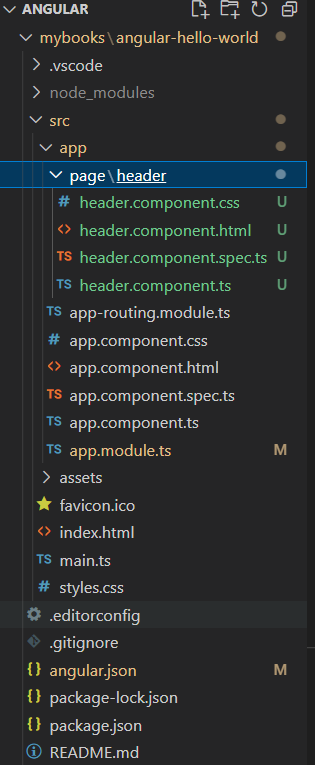 ANGULAR
mybooks\angular-hello-world
.vscode
node_modules
src
app
page\header
# header.component.css U
<> header.component.html U
TS header.component.spec.ts U
TS header.component.ts U
TS app-routing.module.ts
# app.component.css
<> app.component.html
TS app.component.spec.ts
TS app.component.ts
TS app.module.ts M
assets
favicon.ico
<> index.html
TS main.ts
# styles.css
.editorconfig
.gitignore
{} angular.json M
{} package-lock.json
{} package.json
README.md